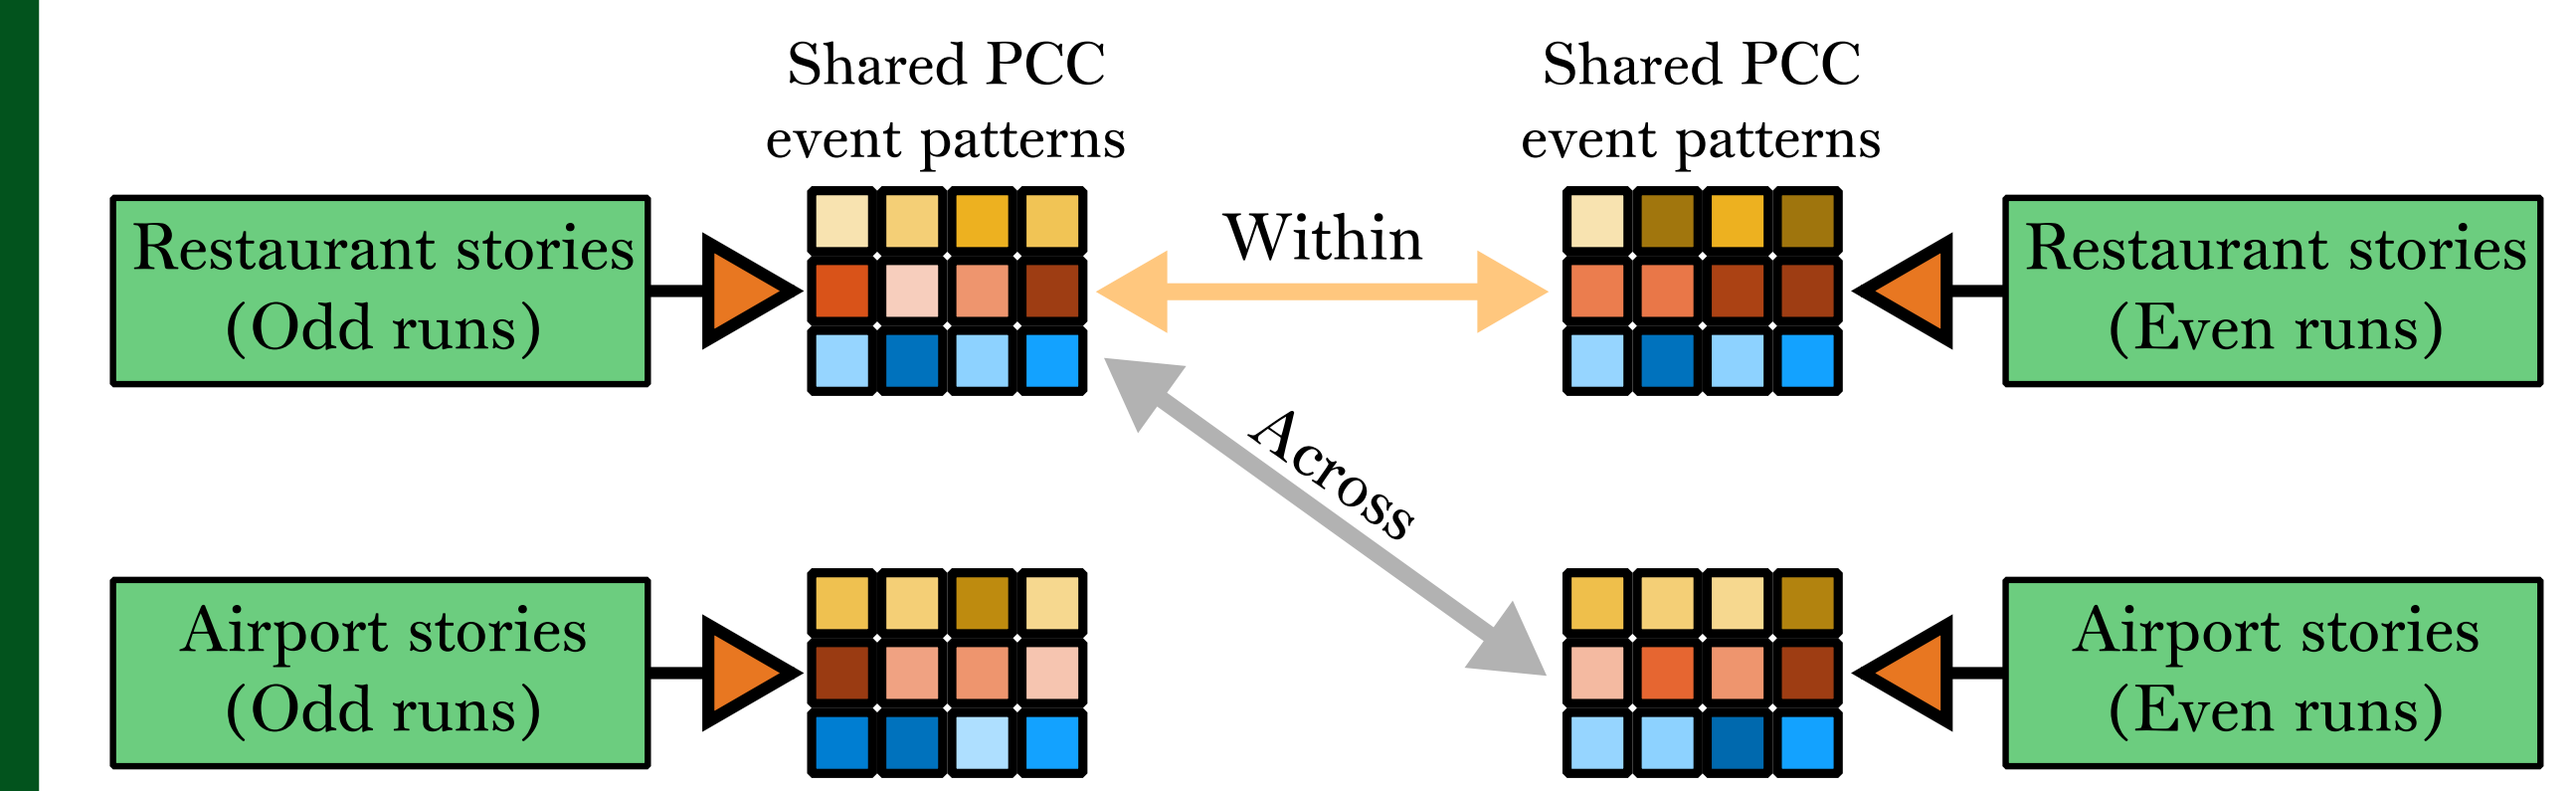 Shared PCC
event patterns
Shared PCC
event patterns
Restaurant stories
(Odd runs)
Within
Restaurant stories
(Even runs)
Across
Airport stories
(Odd runs)
Airport stories
(Even runs)